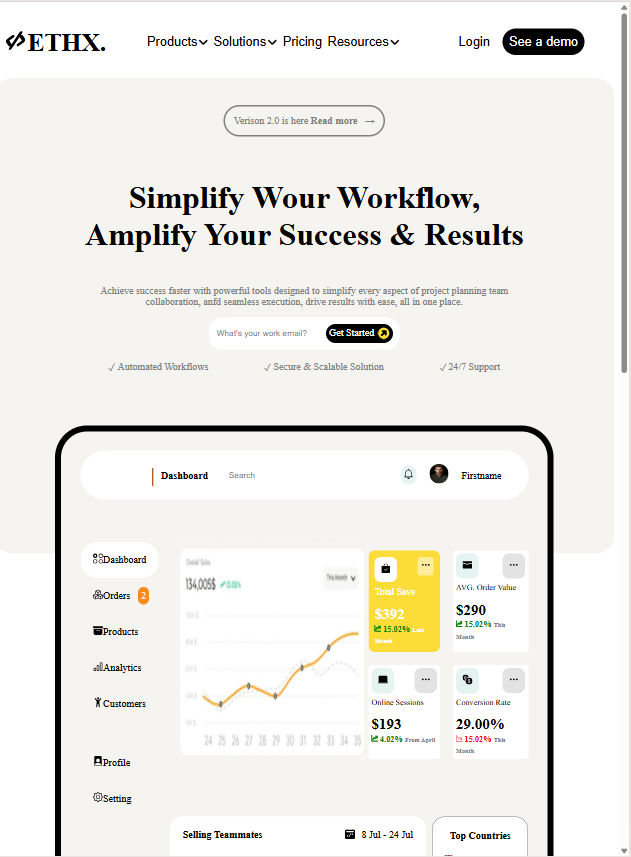 ETHX.
Products Solutions Pricing Resources
Login See a demo
Verison 2.0 is here Read more →
Simplify Wour Workflow,
Amplify Your Success & Results
Achieve success faster with powerful tools designed to simplify every aspect of project planning team
collaboration, anfd seamless execution, drive results with ease, all in one place.
What's your work email? Get Started
✓ Automated Workflows ✓ Secure & Scalable Solution ✓ 24/7 Support
Dashboard Search Firstname
Dashboard
Orders 2
Products
Analytics
Customers
Profile
Setting
Overall Sales
134,005$ 13.02%
This Month
24 25 26 27 28 29 30 31 32 33 34 35
Total Save
$392
15.02% Last
Month
AVG. Order Value
$290
15.02% This
Month
Online Sessions
$193
4.02% From April
Conversion Rate
29.00%
15.02% This
Month
Selling Teammates 8 Jul - 24 Jul
Top Countries